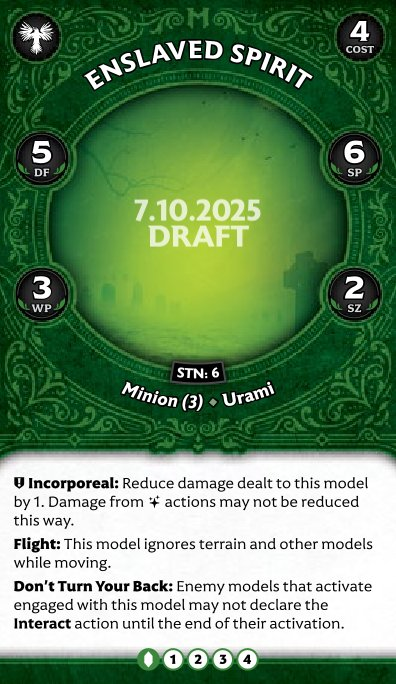 4
COST
ENSLAVED SPIRIT
5
DF
6
SP
7.10.2025
DRAFT
3
WP
2
SZ
STN: 6
Minion (3) ◆ Urami
Incorporeal: Reduce damage dealt to this model
by 1. Damage from actions may not be reduced
this way.
Flight: This model ignores terrain and other models
while moving.
Don't Turn Your Back: Enemy models that activate
engaged with this model may not declare the
Interact action until the end of their activation.
1 2 3 4